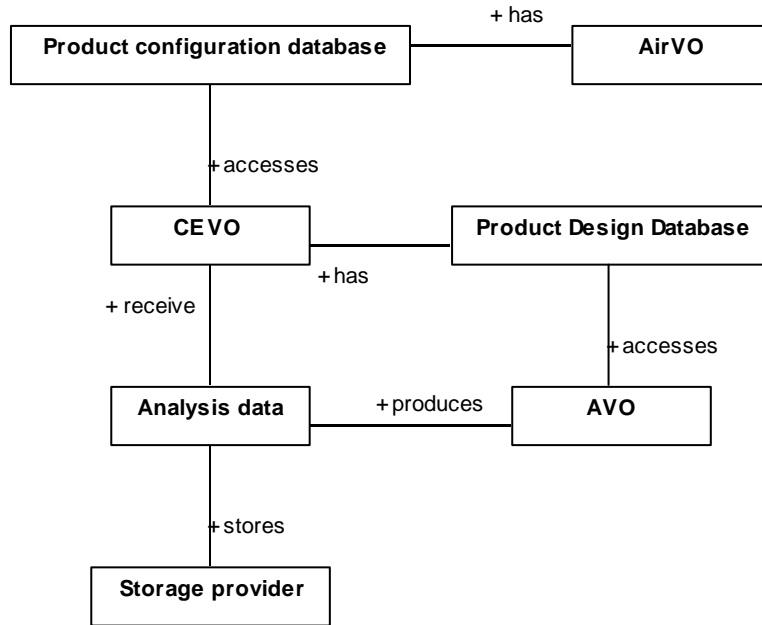 + has
Product configuration database
AirVO
+ accesses
CEVO
Product Design Database
+ has
+ receive
+ accesses
Analysis data
+ produces
AVO
+ stores
Storage provider